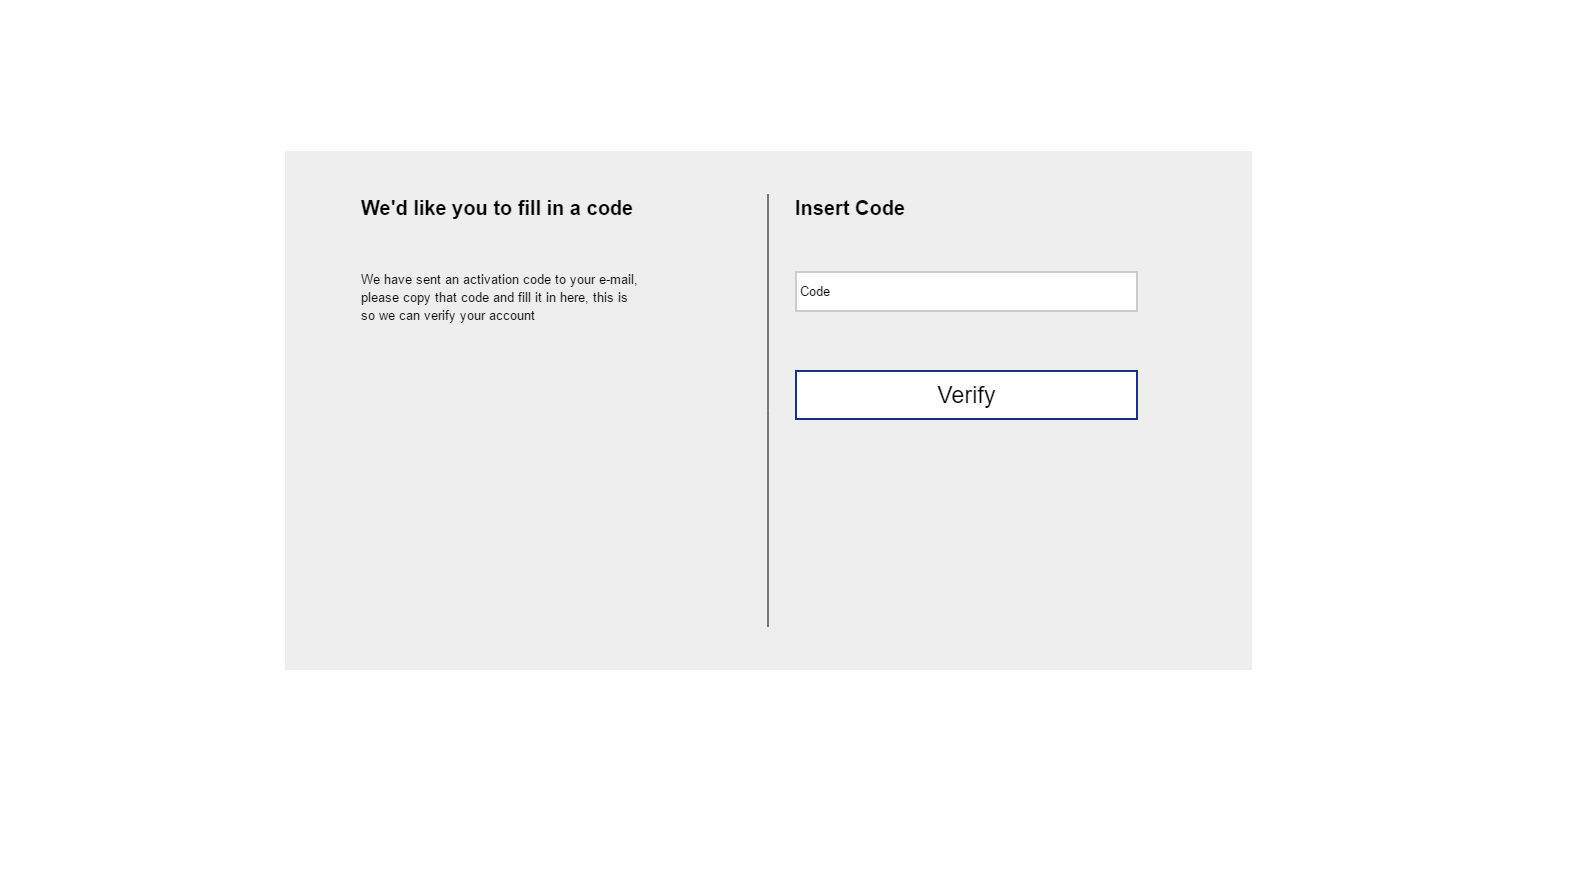 We'd like you to fill in a code
We have sent an activation code to your e-mail,
please copy that code and fill it in here, this is
so we can verify your account
Insert Code
Code
Verify